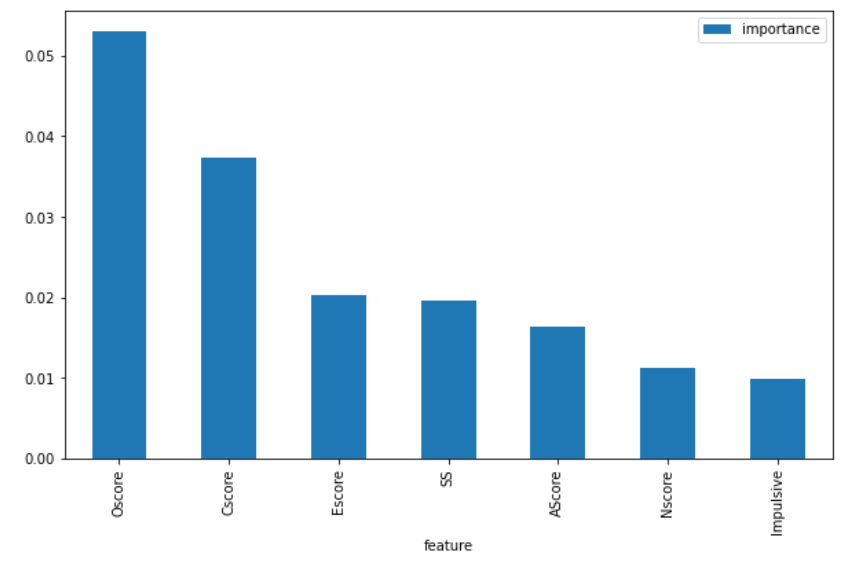 importance
0.05
0.04
0.03
0.02
0.01
0.00
Oscore
Cscore
Escore
SS
AScore
Nscore
Impulsive
feature